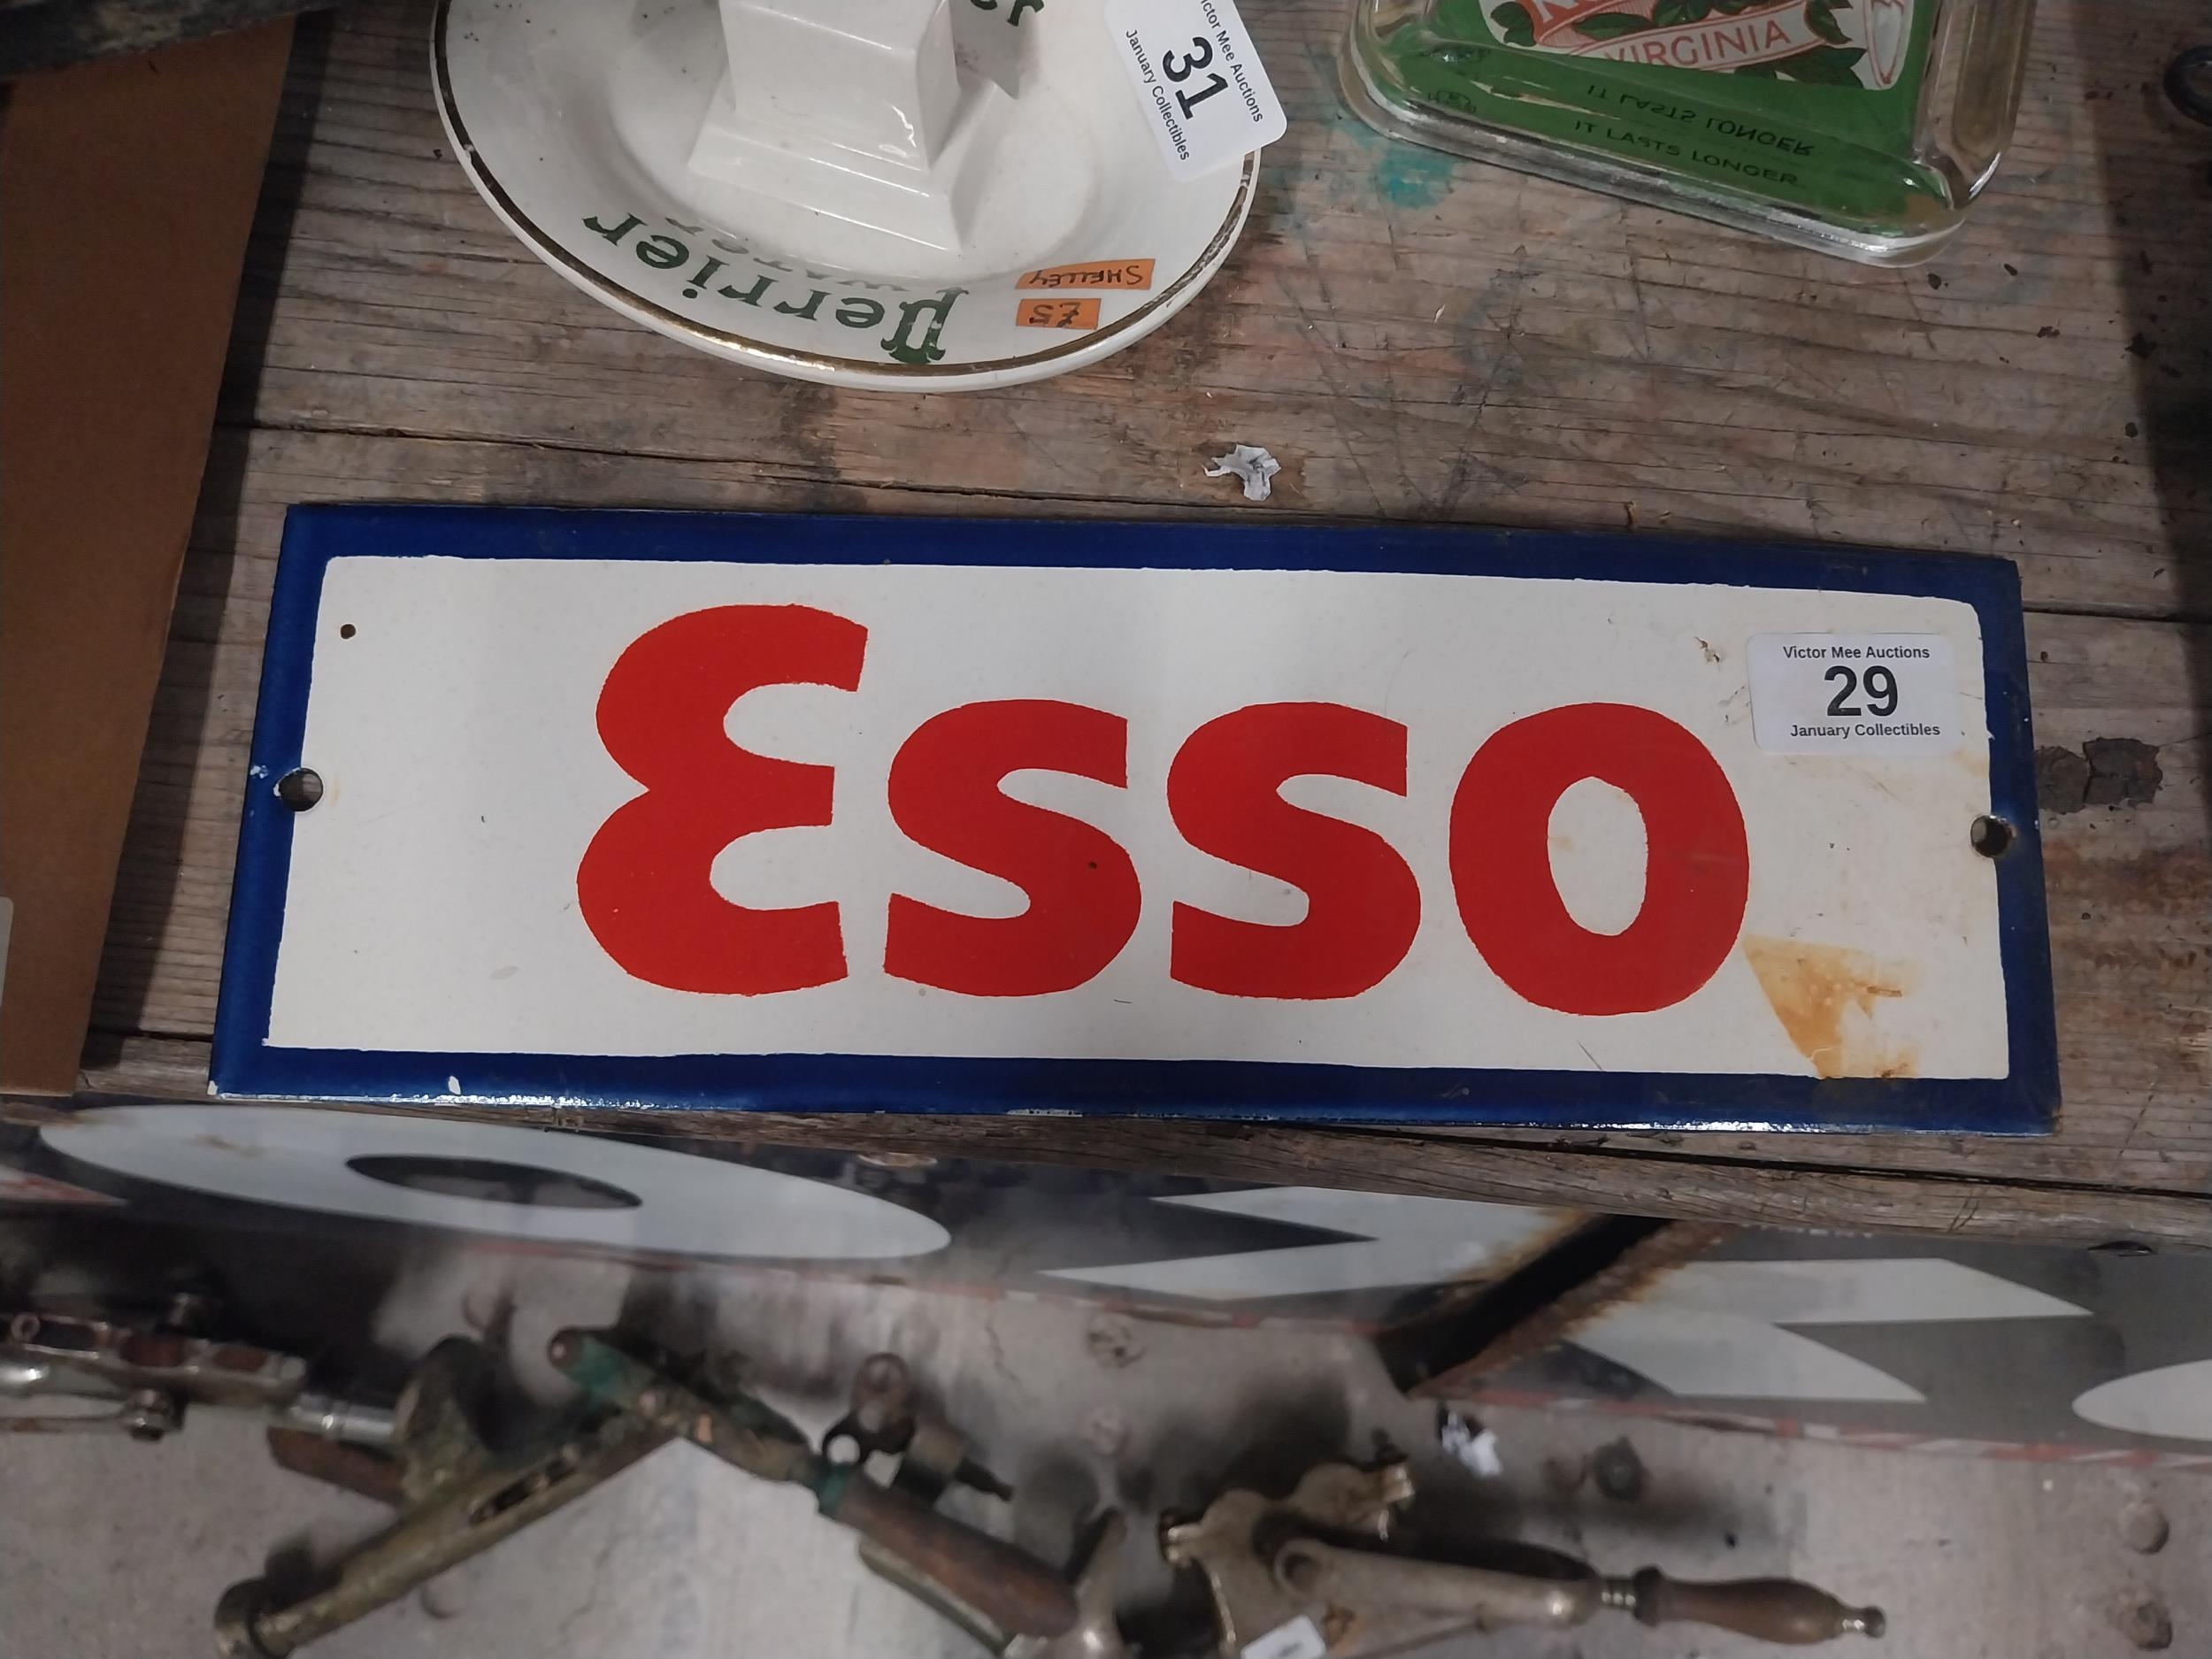 Victor Mee Auctions
31
January Collectibles
VIRGINIA
IT LASTS LONGER
IT LASTS LONGER.
Perrier
WATER
SHELLEY
£5
Esso
Victor Mee Auctions
29
January Collectibles